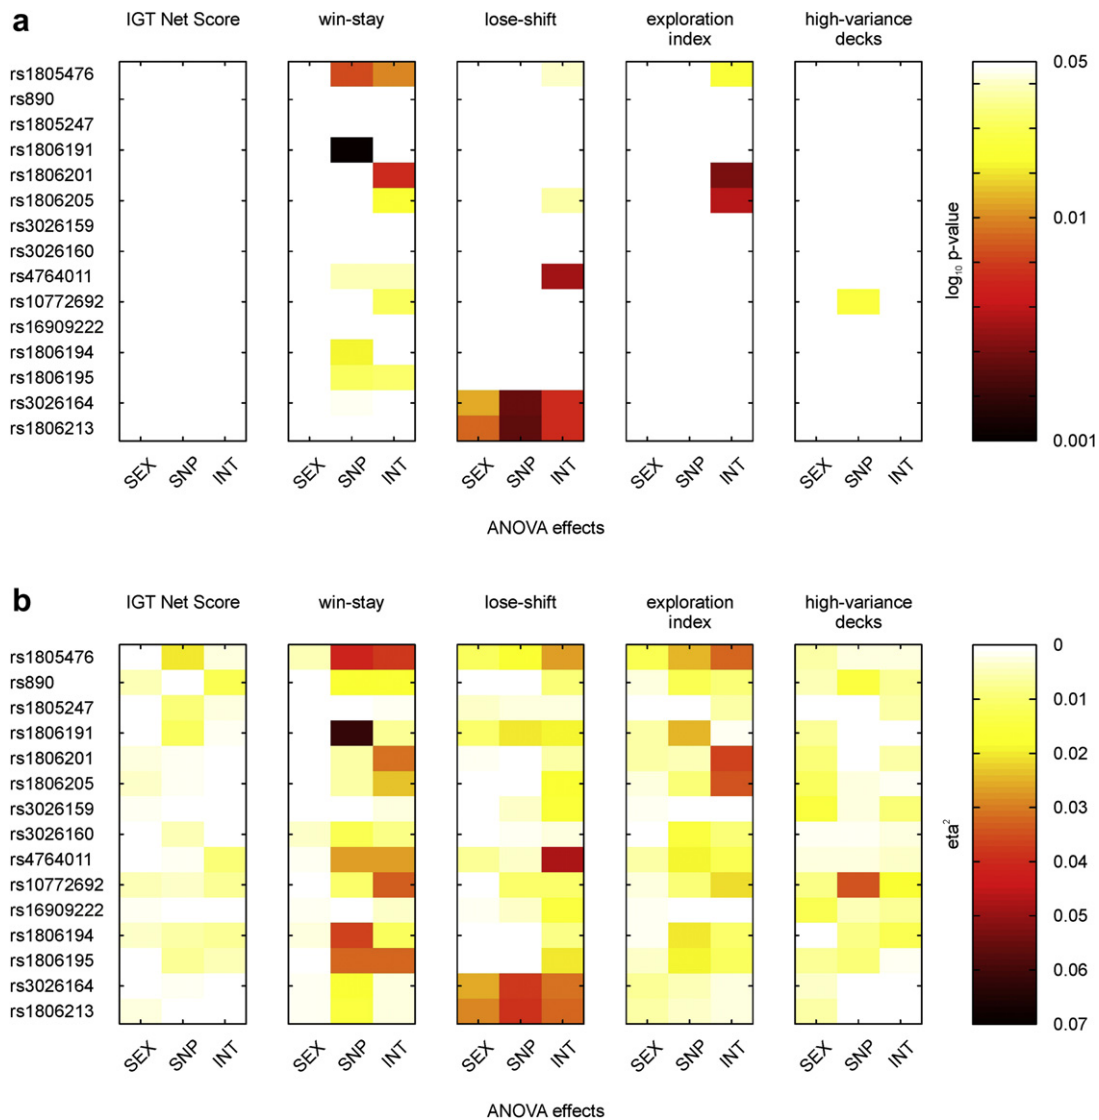 a
IGT Net Score
win-stay
lose-shift
exploration
index
high-variance
decks
rs1805476
rs890
rs1805247
rs1806191
rs1806201
rs1806205
rs3026159
rs3026160
rs4764011
rs10772692
rs16909222
rs1806194
rs1806195
rs3026164
rs1806213
SEX SNP INT
SEX SNP INT
SEX SNP INT
SEX SNP INT
SEX SNP INT
ANOVA effects
0.05
0.01
0.001
log₁₀ p-value
b
IGT Net Score
win-stay
lose-shift
exploration
index
high-variance
decks
rs1805476
rs890
rs1805247
rs1806191
rs1806201
rs1806205
rs3026159
rs3026160
rs4764011
rs10772692
rs16909222
rs1806194
rs1806195
rs3026164
rs1806213
SEX SNP INT
SEX SNP INT
SEX SNP INT
SEX SNP INT
SEX SNP INT
ANOVA effects
0
0.01
0.02
0.03
0.04
0.05
0.06
0.07
eta²